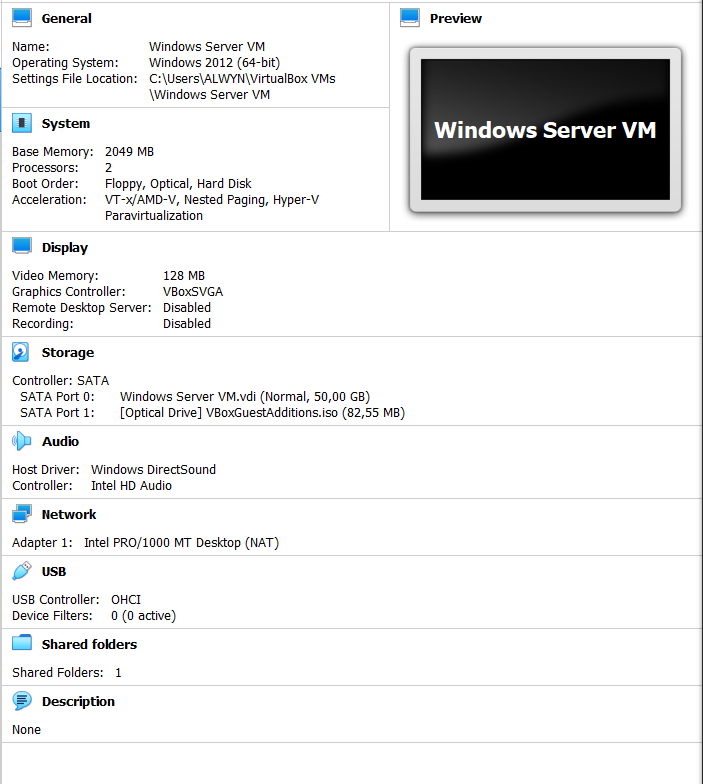 General
Name: Windows Server VM
Operating System: Windows 2012 (64-bit)
Settings File Location: C:\Users\ALWYN\VirtualBox VMs
\Windows Server VM
Preview
Windows Server VM
System
Base Memory: 2049 MB
Processors: 2
Boot Order: Floppy, Optical, Hard Disk
Acceleration: VT-x/AMD-V, Nested Paging, Hyper-V
Paravirtualization
Display
Video Memory: 128 MB
Graphics Controller: VBoxSVGA
Remote Desktop Server: Disabled
Recording: Disabled
Storage
Controller: SATA
SATA Port 0: Windows Server VM.vdi (Normal, 50,00 GB)
SATA Port 1: [Optical Drive] VBoxGuestAdditions.iso (82,55 MB)
Audio
Host Driver: Windows DirectSound
Controller: Intel HD Audio
Network
Adapter 1: Intel PRO/1000 MT Desktop (NAT)
USB
USB Controller: OHCI
Device Filters: 0 (0 active)
Shared folders
Shared Folders: 1
Description
None